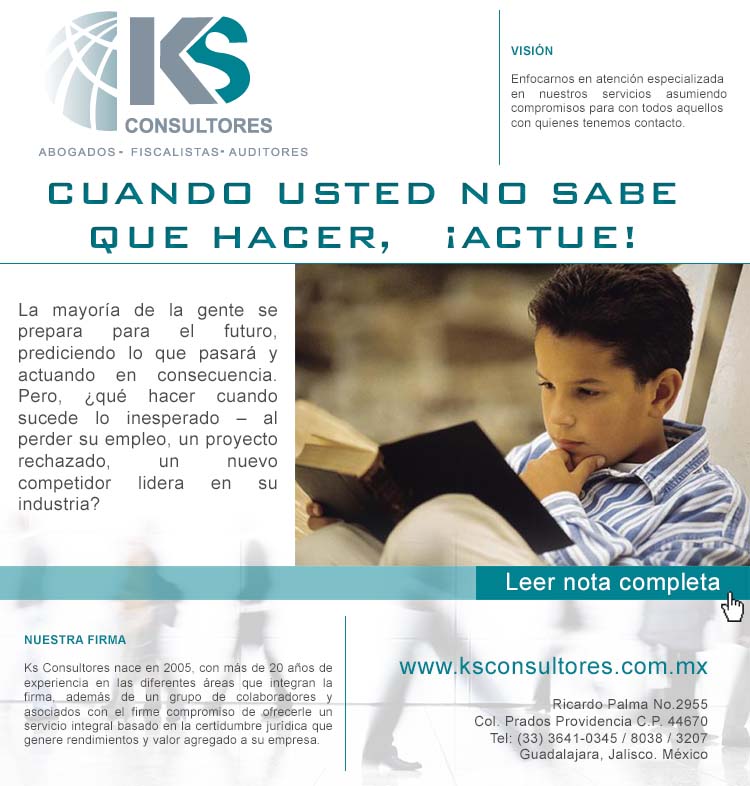 KS
CONSULTORES
ABOGADOS• FISCALISTAS• AUDITORES
VISIÓN
Enfocarnos en atención especializada
en nuestros servicios asumiendo
compromisos para con todos aquellos
con quienes tenemos contacto.
CUANDO USTED NO SABE
QUE HACER, ¡ACTUE!
La mayoría de la gente se
prepara para el futuro,
prediciendo lo que pasará y
actuando en consecuencia.
Pero, ¿qué hacer cuando
sucede lo inesperado – al
perder su empleo, un proyecto
rechazado, un nuevo
competidor lidera en su
industria?
Leer nota completa
NUESTRA FIRMA
Ks Consultores nace en 2005, con más de 20 años de
experiencia en las diferentes áreas que integran la
firma, además de un grupo de colaboradores y
asociados con el firme compromiso de ofrecerle un
servicio integral basado en la certidumbre jurídica que
genere rendimientos y valor agregado a su empresa.
www.ksconsultores.com.mx
Ricardo Palma No.2955
Col. Prados Providencia C.P. 44670
Tel: (33) 3641-0345 / 8038 / 3207
Guadalajara, Jalisco. México